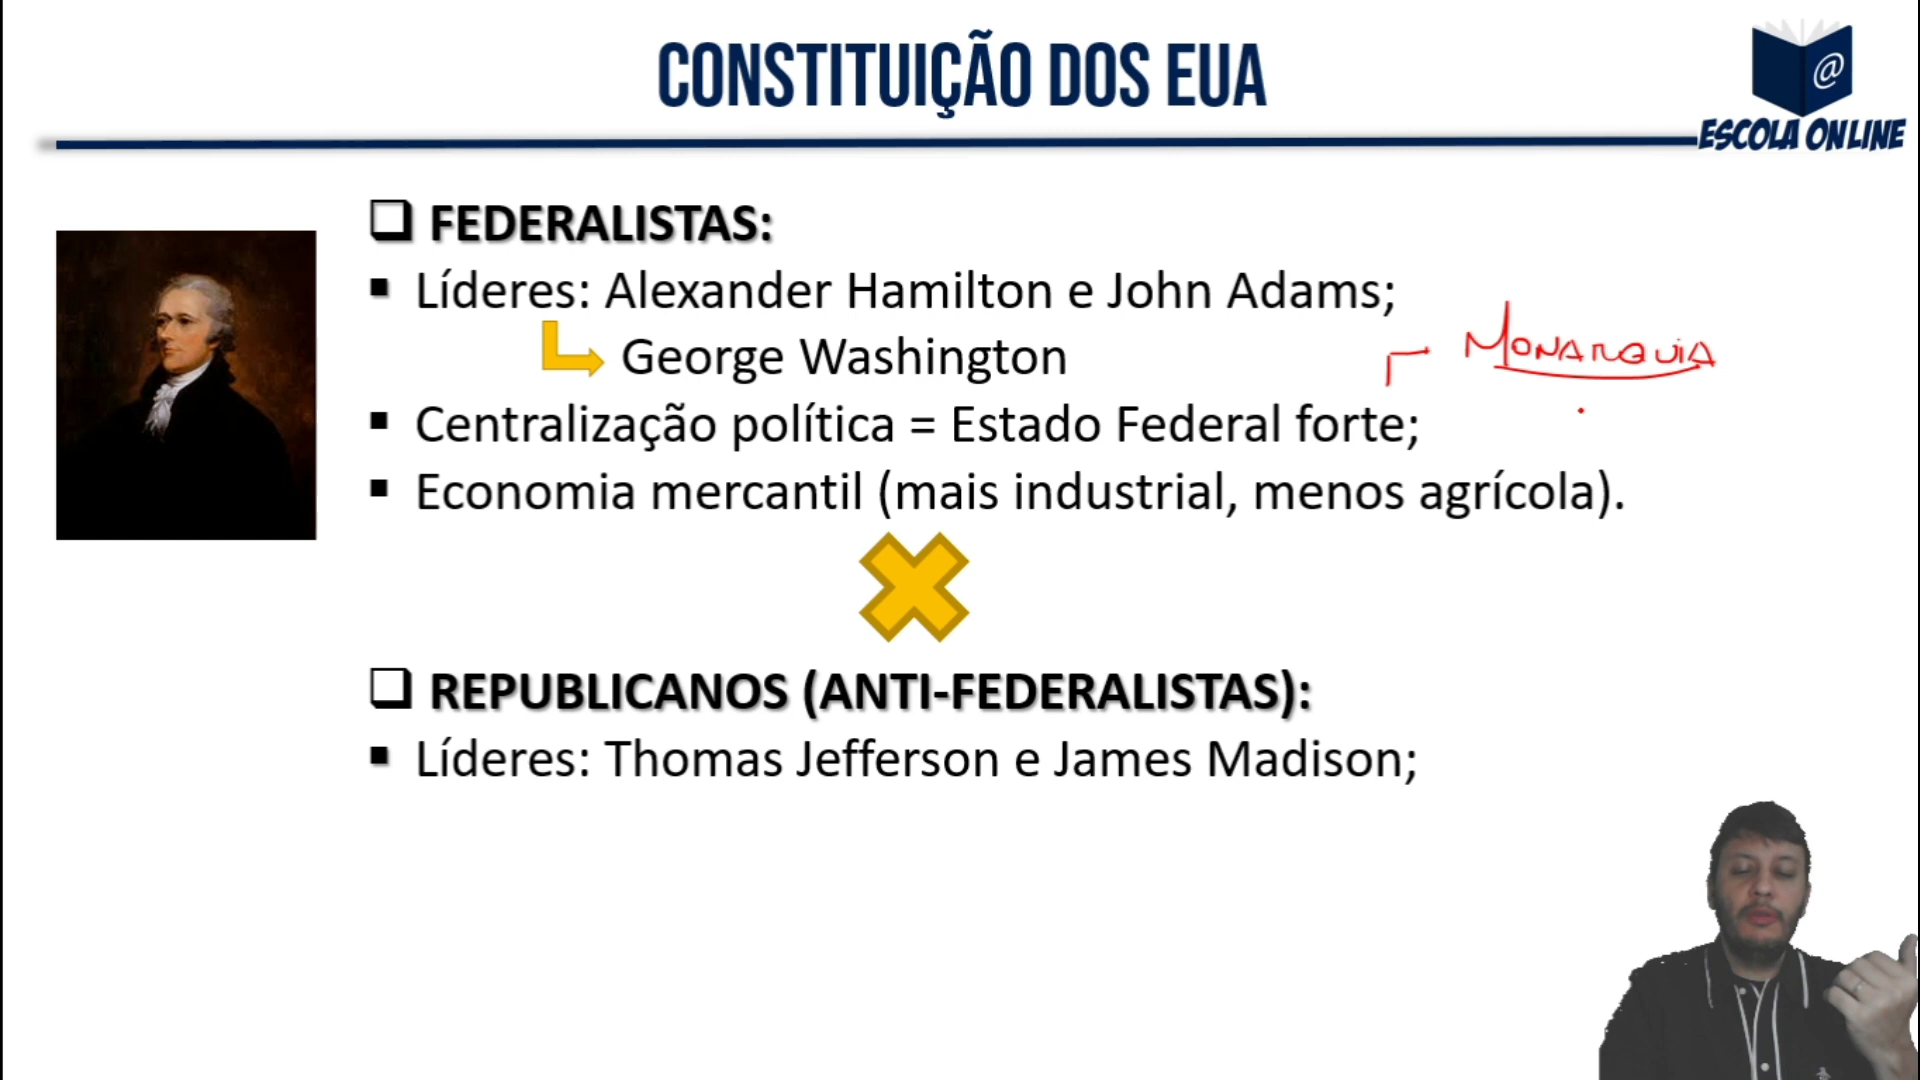 CONSTITUIÇÃO DOS EUA
@
ESCOLA ONLINE
FEDERALISTAS:
Líderes: Alexander Hamilton e John Adams;
George Washington
MONARQUIA
Centralização política = Estado Federal forte;
Economia mercantil (mais industrial, menos agrícola).
REPUBLICANOS (ANTI-FEDERALISTAS):
Líderes: Thomas Jefferson e James Madison;